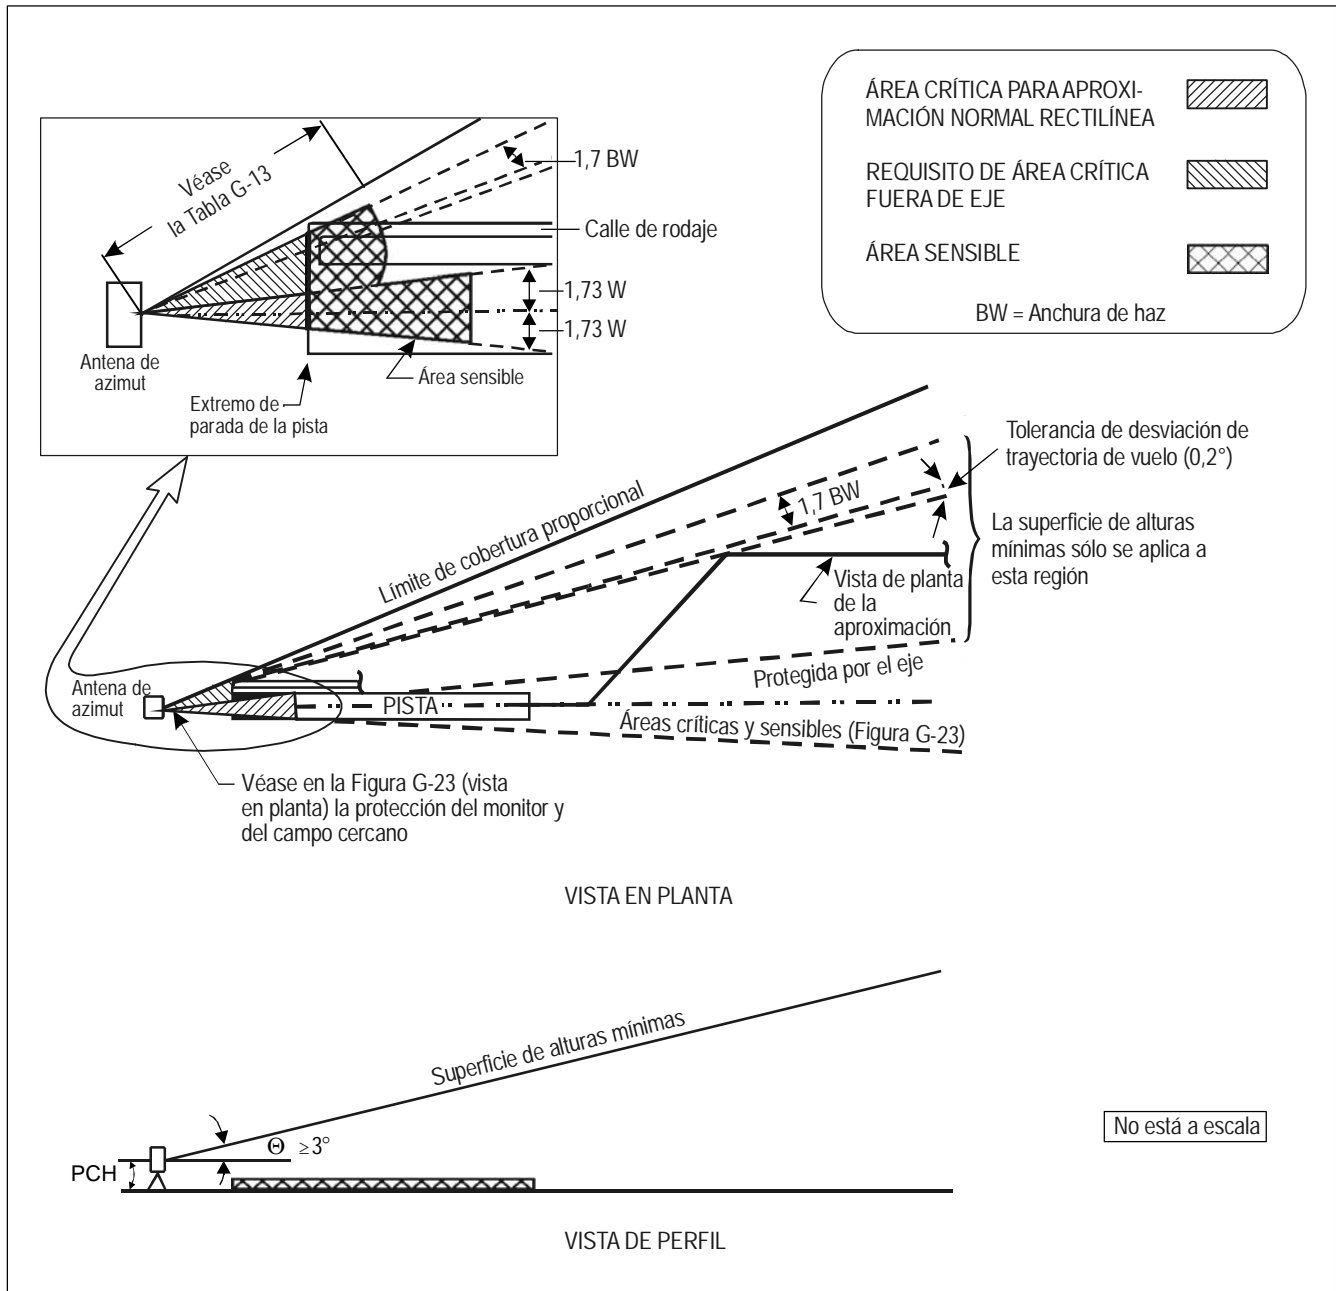 ÁREA CRÍTICA PARA APROXI-
MACIÓN NORMAL RECTILÍNEA
REQUISITO DE ÁREA CRÍTICA
FUERA DE EJE
ÁREA SENSIBLE
BW = Anchura de haz
Véase
la Tabla G-13
1,7 BW
Calle de rodaje
1,73 W
1,73 W
Antena de
azimut
Área sensible
Extremo de
parada de la pista
Tolerancia de desviación de
trayectoria de vuelo (0,2°)
Límite de cobertura proporcional
1,7 BW
La superficie de alturas
mínimas sólo se aplica a
esta región
Vista de planta
de la
aproximación
Protegida por el eje
Antena de
azimut
PISTA
Áreas críticas y sensibles (Figura G-23)
Véase en la Figura G-23 (vista
en planta) la protección del monitor y
del campo cercano
VISTA EN PLANTA
Superficie de alturas mínimas
Θ ≥3°
No está a escala
PCH
VISTA DE PERFIL